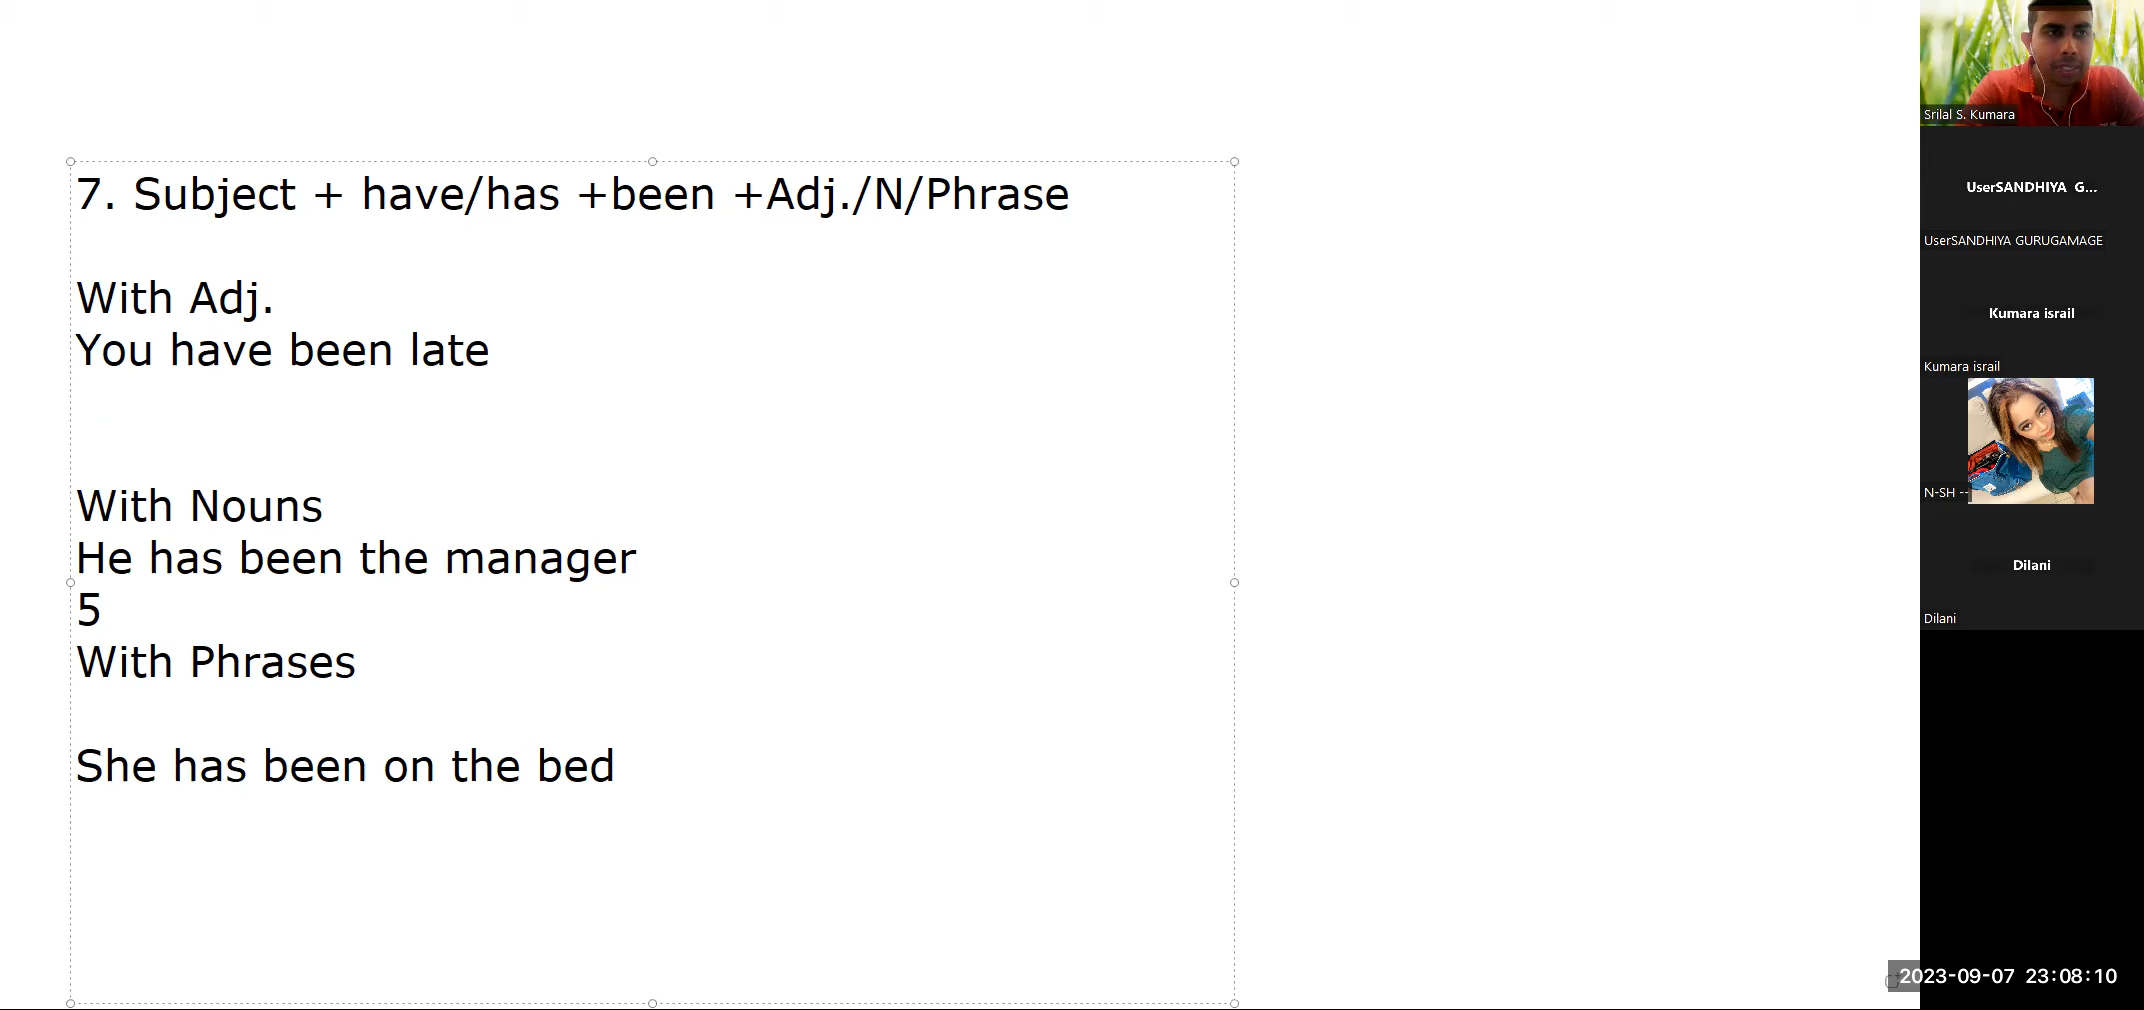 7. Subject + have/has +been +Adj./N/Phrase
With Adj.
You have been late
With Nouns
He has been the manager
5
With Phrases
She has been on the bed
Srilal S. Kumara
UserSANDHIYA G...
UserSANDHIYA GURUGAMAGE
Kumara israil
Kumara israil
N-SH --
Dilani
Dilani
2023-09-07 23:08:10